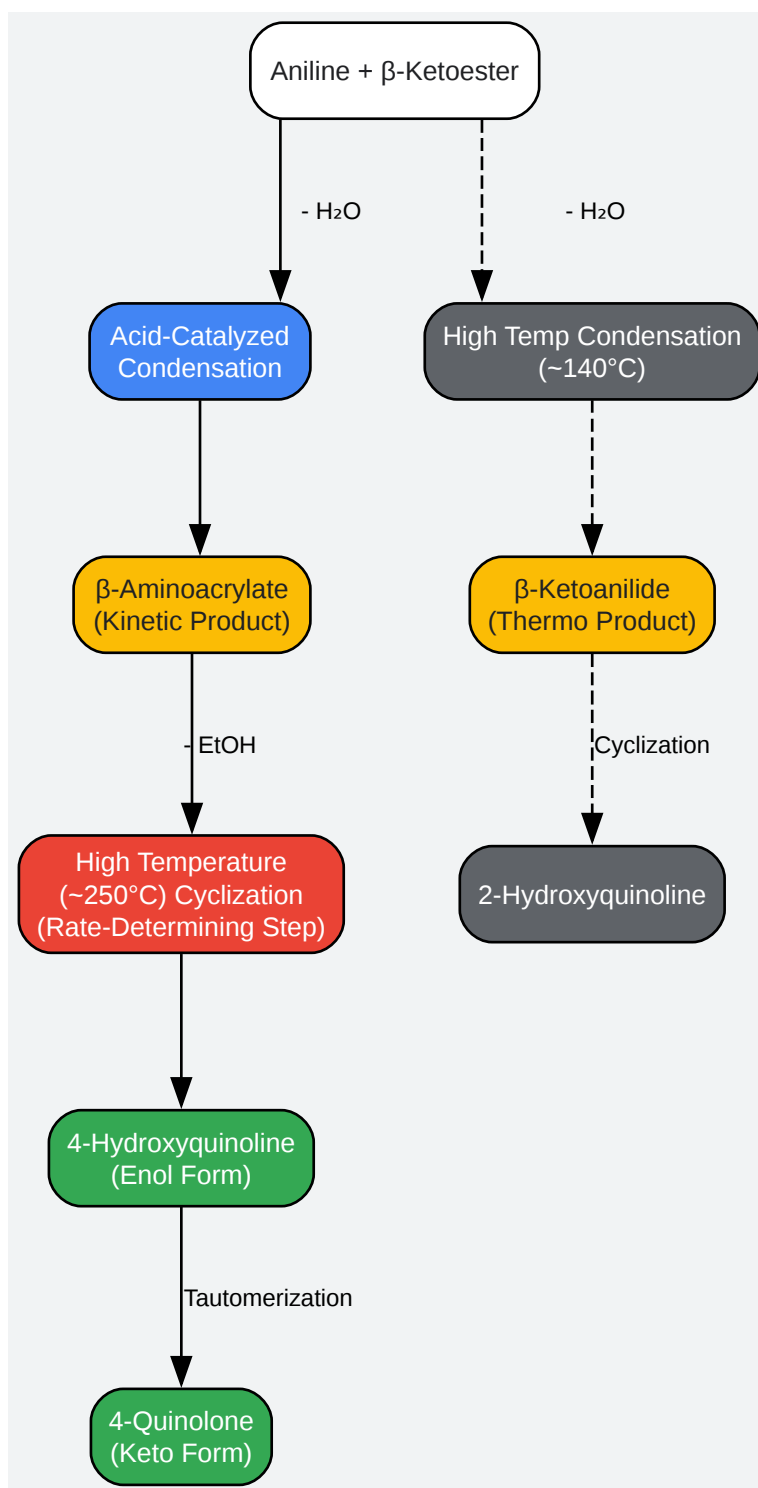 Aniline + β-Ketoester
- H₂O
- H₂O
Acid-Catalyzed
Condensation
High Temp Condensation
(~140°C)
β-Aminoacrylate
(Kinetic Product)
β-Ketoanilide
(Thermo Product)
- EtOH
Cyclization
High Temperature
(~250°C) Cyclization
(Rate-Determining Step)
2-Hydroxyquinoline
4-Hydroxyquinoline
(Enol Form)
Tautomerization
4-Quinolone
(Keto Form)